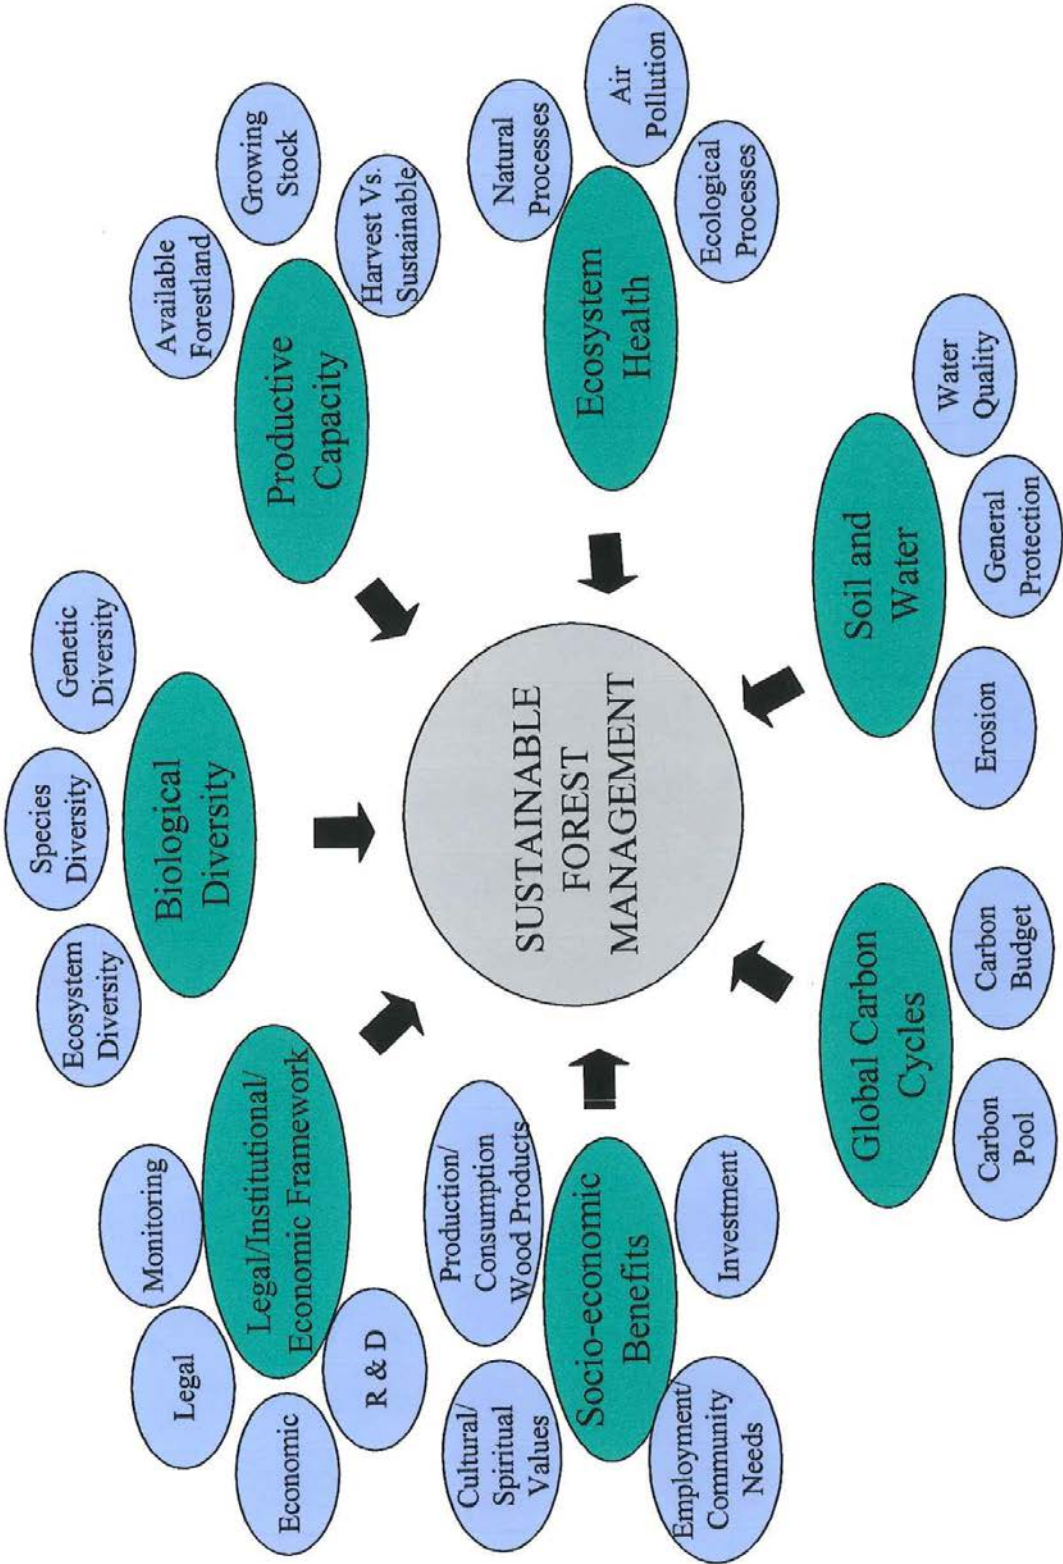 Ecosystem
Diversity
Species
Diversity
Genetic
Diversity
Biological
Diversity
Available
Forestland
Growing
Stock
Harvest Vs.
Sustainable
Productive
Capacity
Natural
Processes
Air
Pollution
Ecological
Processes
Ecosystem
Health
Water
Quality
General
Protection
Erosion
Soil and
Water
Carbon
Budget
Carbon
Pool
Global Carbon
Cycles
Investment
Employment/
Community
Needs
Cultural/
Spiritual
Values
Production/
Consumption
Wood Products
Socio-economic
Benefits
R & D
Economic
Legal
Monitoring
Legal/Institutional/
Economic Framework
SUSTAINABLE
FOREST
MANAGEMENT